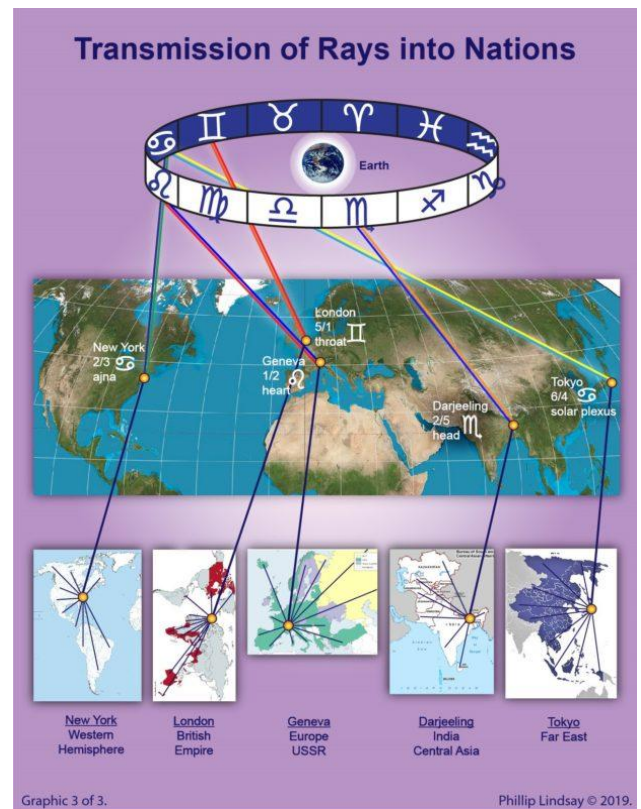 Transmission of Rays into Nations
♋ ♊ ♉ ♈ ♓ ♒
Earth
♌ ♍ ♎ ♏ ♐ ♑
London
5/1
throat ♊
New York
2/3 ♋
ajna
Geneva
1/2 ♌
heart
Tokyo
6/4 ♋
solar plexus
Darjeeling
2/5 ♏
head
INDIA
New York
Western
Hemisphere
London
British
Empire
Geneva
Europe
USSR
Darjeeling
India
Central Asia
Tokyo
Far East
Graphic 3 of 3.
Phillip Lindsay © 2019.